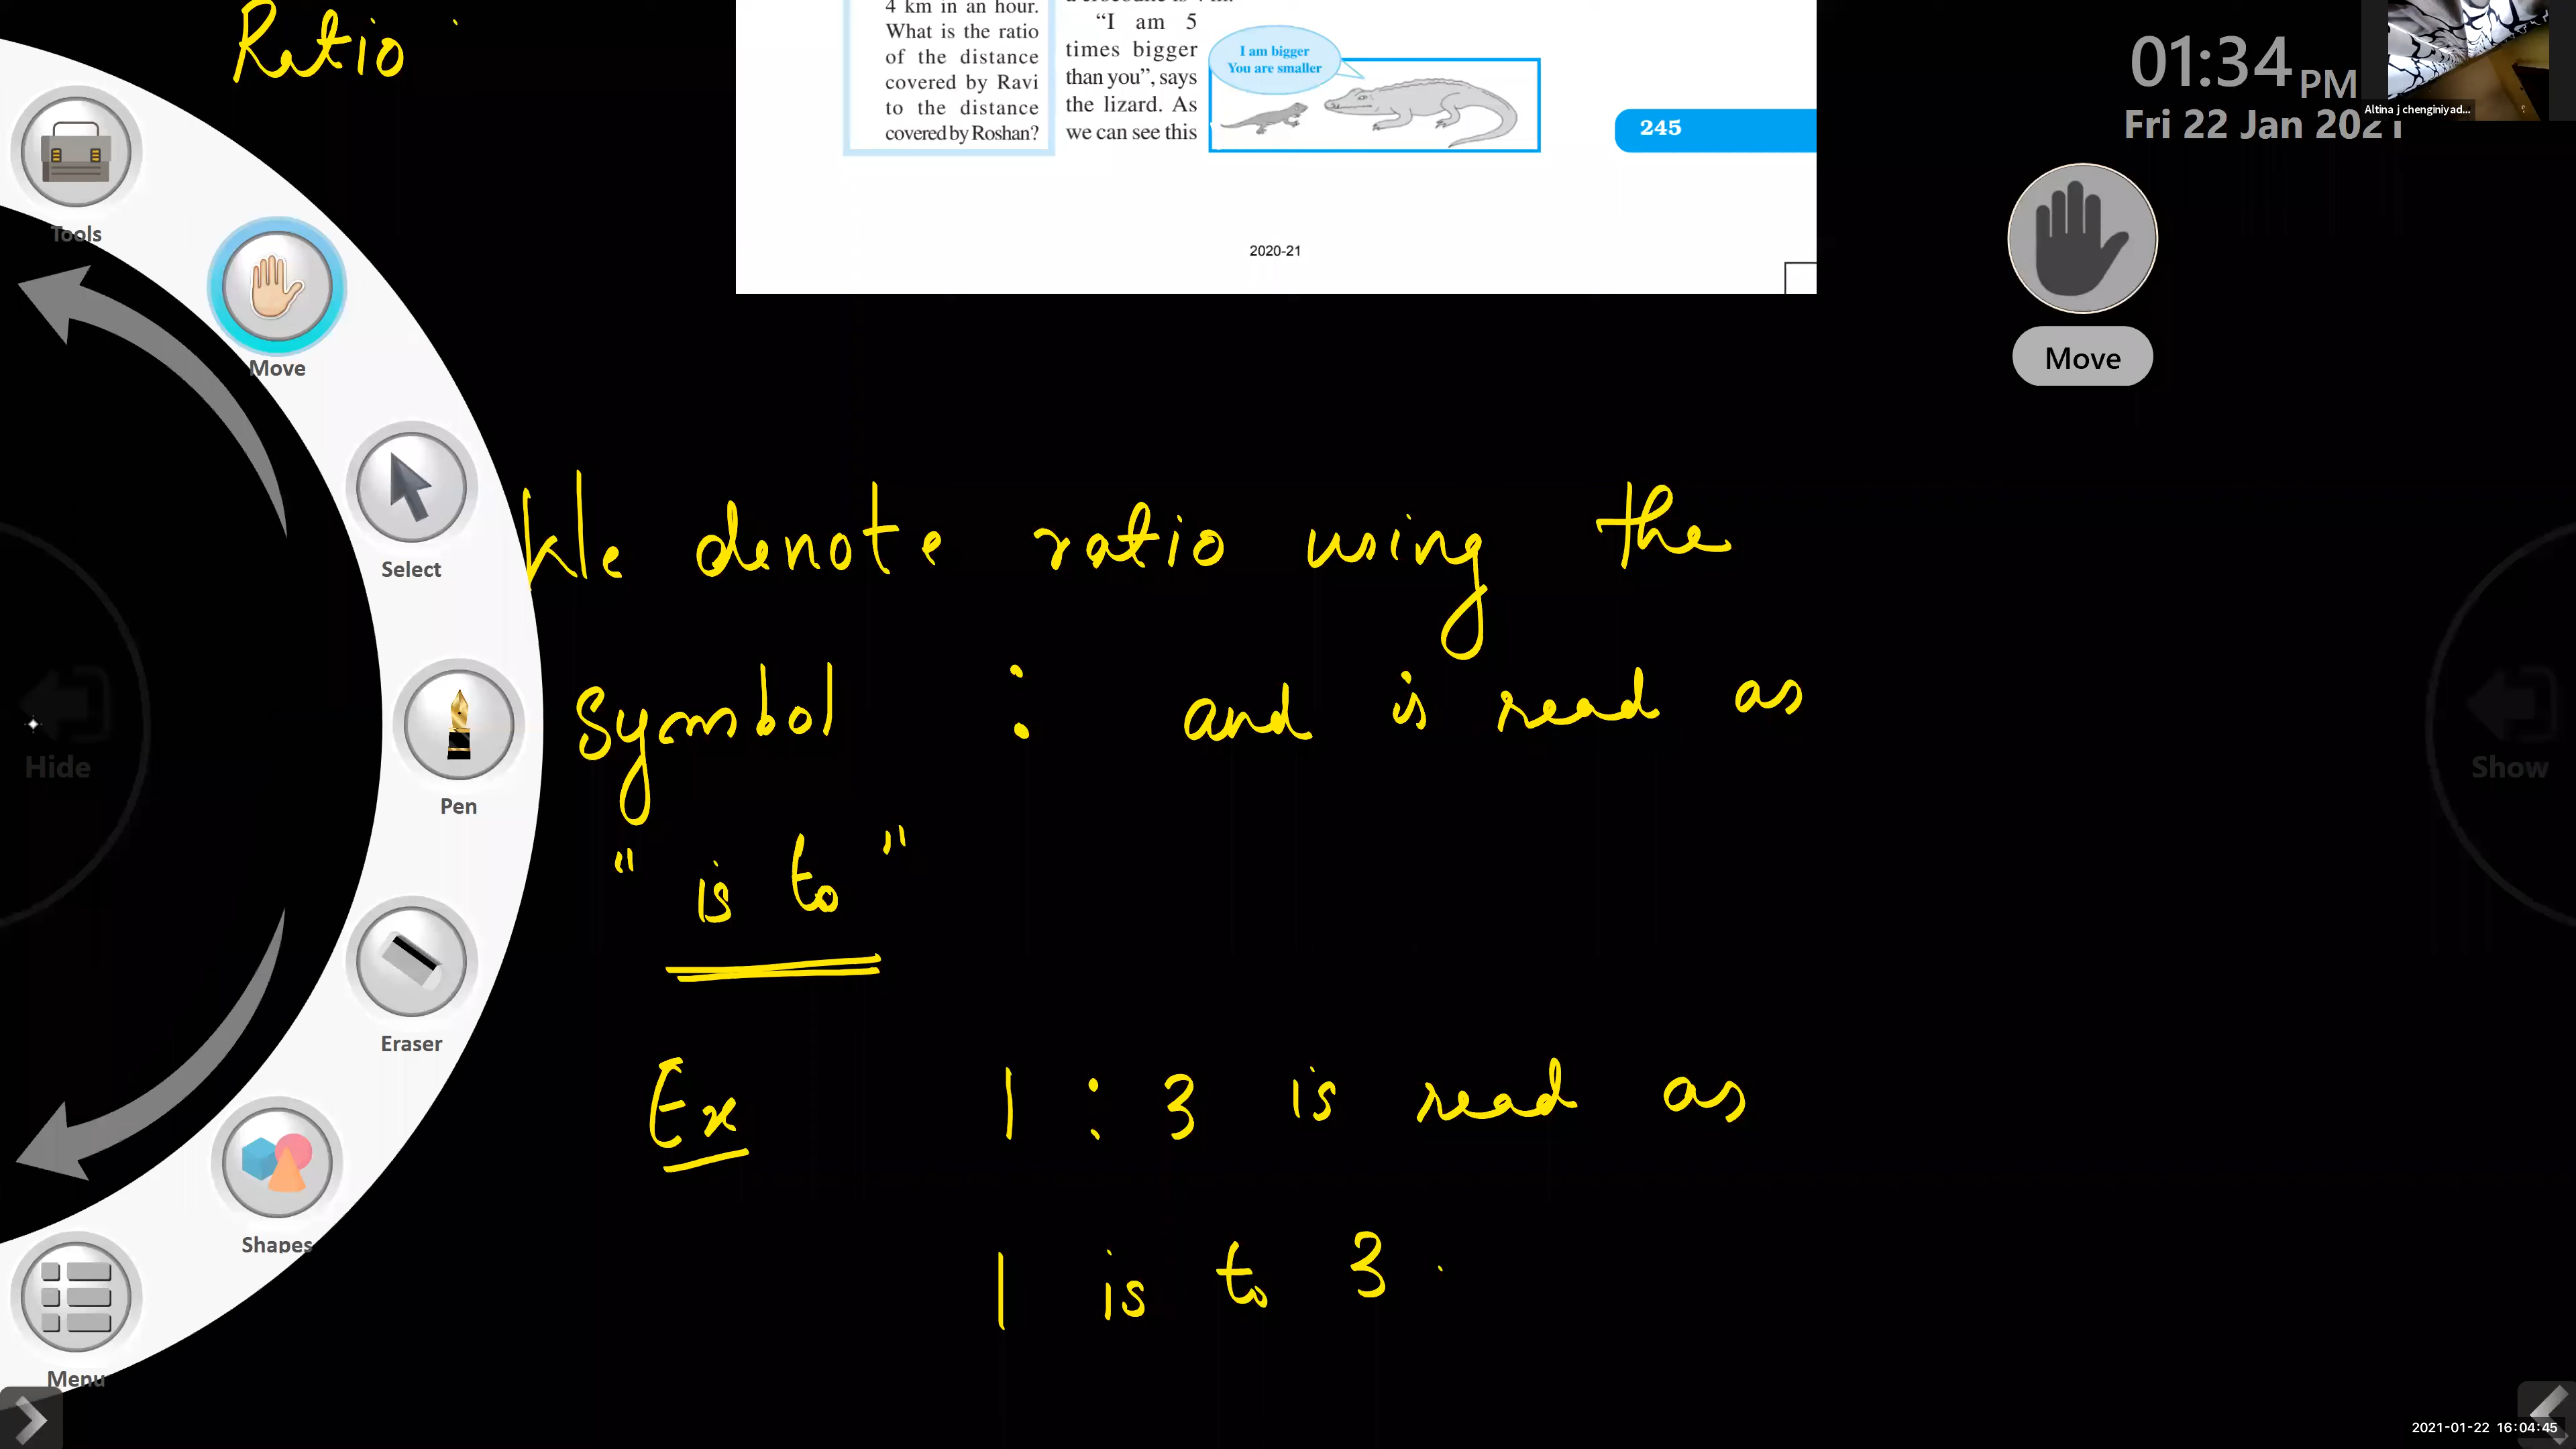 Ratio
4 km in an hour.
What is the ratio
of the distance
covered by Ravi
to the distance
covered by Roshan?
“I am 5
times bigger
than you”, says
the lizard. As
we can see this
I am bigger
You are smaller
245
2020-21
01:34 PM
Fri 22 Jan 2021
Altina j chenginiyad...
Move
Tools
Move
Select
Pen
Eraser
Shapes
Menu
Hide
Show
We denote ratio using the
symbol : and is read as
" is to "
Ex 1 : 3 is read as
1 is to 3.
2021-01-22 16:04:45